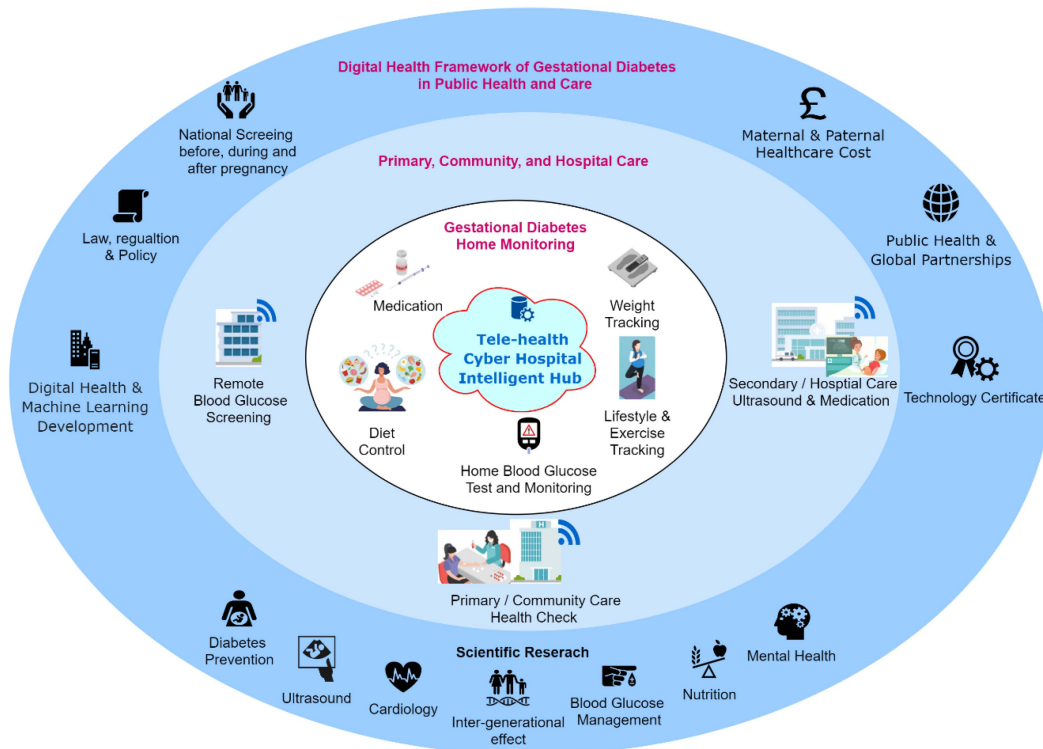 Digital Health Framework of Gestational Diabetes
in Public Health and Care
National Screeing
before, during and
after pregnancy
£
Maternal & Paternal
Healthcare Cost
Primary, Community, and Hospital Care
Law, regualtion
& Policy
Public Health &
Global Partnerships
Gestational Diabetes
Home Monitoring
Medication
Weight
Tracking
Tele-health
Cyber Hospital
Intelligent Hub
Digital Health &
Machine Learning
Development
Remote
Blood Glucose
Screening
Secondary / Hosptial Care
Ultrasound & Medication
Technology Certificate
????
Diet
Control
Lifestyle &
Exercise
Tracking
Home Blood Glucose
Test and Monitoring
H
Primary / Community Care
Health Check
Scientific Reserach
Diabetes
Prevention
Ultrasound
Cardiology
Inter-generational
effect
Blood Glucose
Management
Nutrition
Mental Health